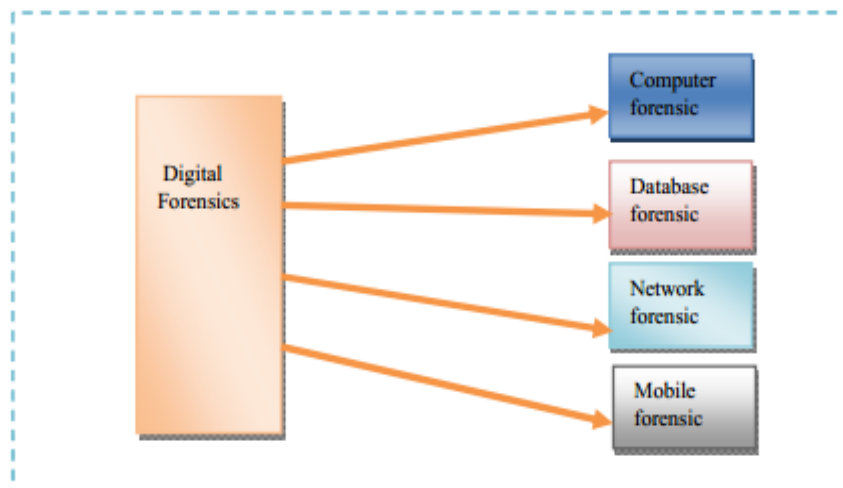 Digital
Forensics
Computer
forensic
Database
forensic
Network
forensic
Mobile
forensic